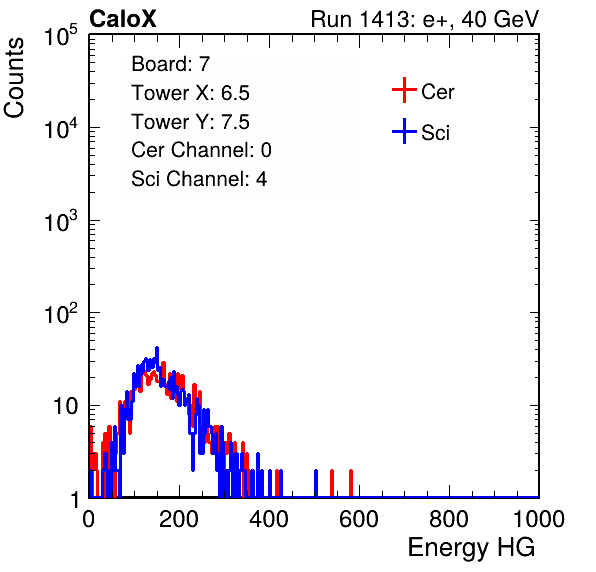 CaloX Run 1413: e+, 40 GeV
Counts
Board: 7
Tower X: 6.5
Tower Y: 7.5
Cer Channel: 0
Sci Channel: 4
Cer
Sci
10^5
10^4
10^3
10^2
10
1
0 200 400 600 800 1000
Energy HG